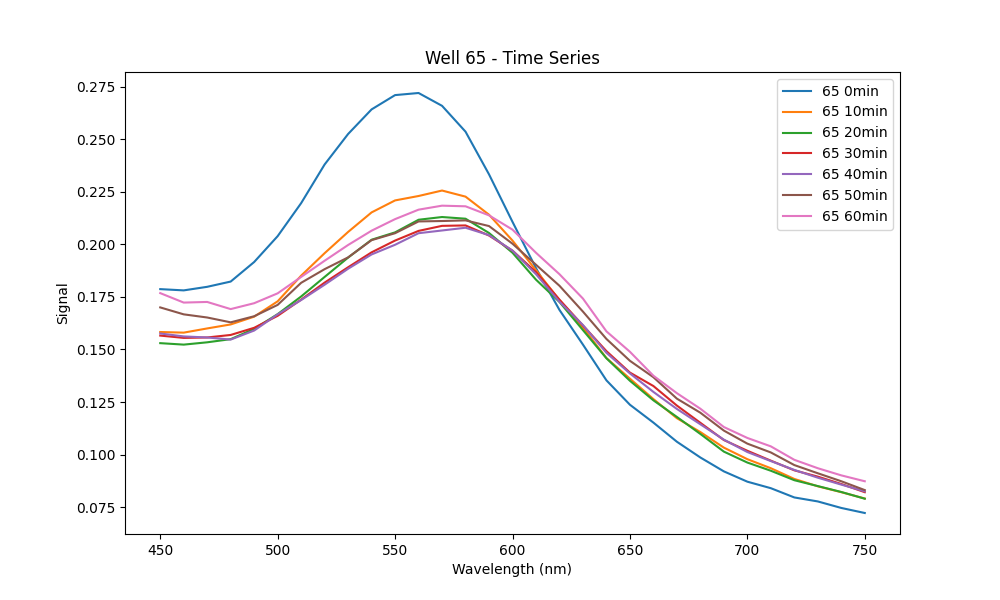 Well 65 - Time Series
Signal
0.275
0.250
0.225
0.200
0.175
0.150
0.125
0.100
0.075
65 0min
65 10min
65 20min
65 30min
65 40min
65 50min
65 60min
450 500 550 600 650 700 750
Wavelength (nm)